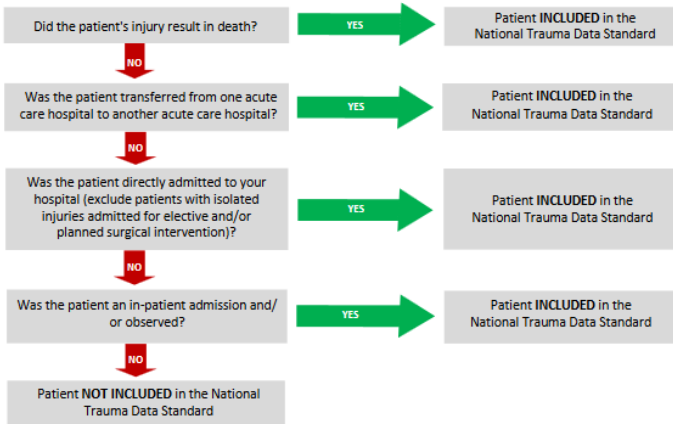 Did the patient's injury result in death?
YES
Patient INCLUDED in the
National Trauma Data Standard
NO
Was the patient transferred from one acute
care hospital to another acute care hospital?
YES
Patient INCLUDED in the
National Trauma Data Standard
NO
Was the patient directly admitted to your
hospital (exclude patients with isolated
injuries admitted for elective and/or
planned surgical intervention)?
YES
Patient INCLUDED in the
National Trauma Data Standard
NO
Was the patient an in-patient admission and/
or observed?
YES
Patient INCLUDED in the
National Trauma Data Standard
NO
Patient NOT INCLUDED in the National
Trauma Data Standard